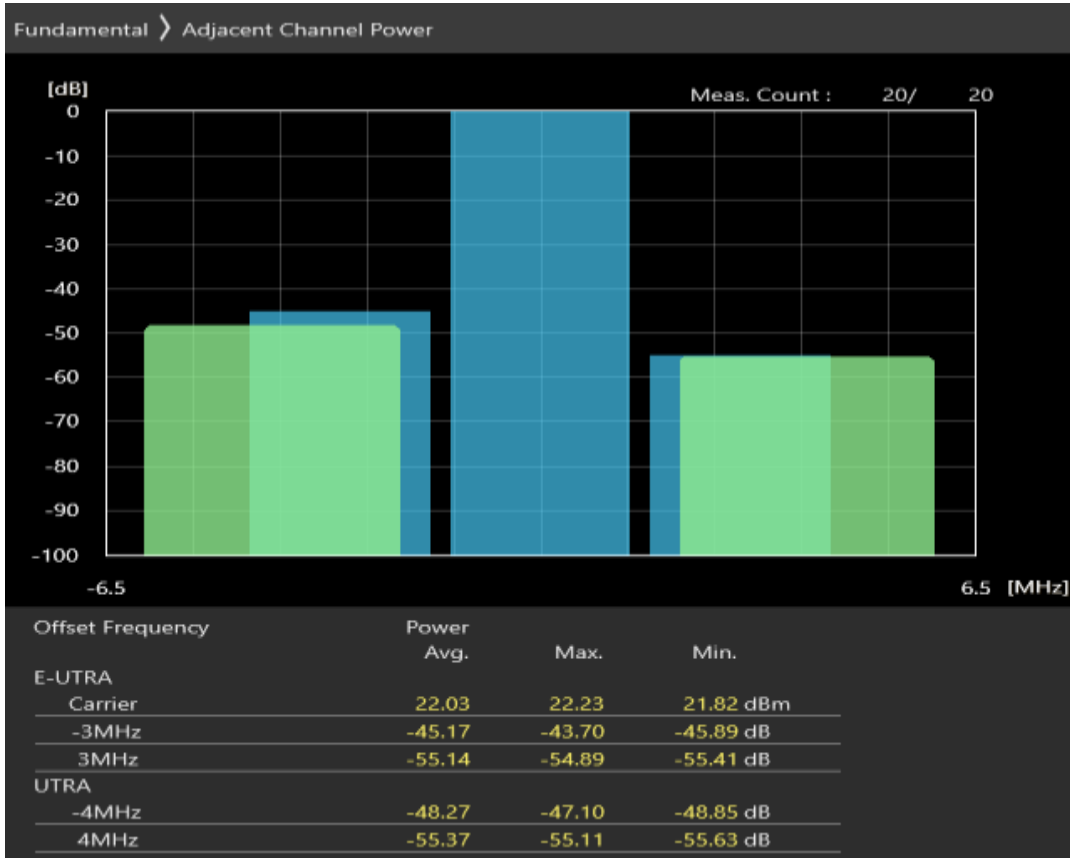 Fundamental 〉 Adjacent Channel Power
[dB]
Meas. Count : 20/ 20
0
-10
-20
-30
-40
-50
-60
-70
-80
-90
-100
-6.5 6.5 [MHz]
Offset Frequency Power
Avg. Max. Min.
E-UTRA
Carrier 22.03 22.23 21.82 dBm
-3MHz -45.17 -43.70 -45.89 dB
3MHz -55.14 -54.89 -55.41 dB
UTRA
-4MHz -48.27 -47.10 -48.85 dB
4MHz -55.37 -55.11 -55.63 dB